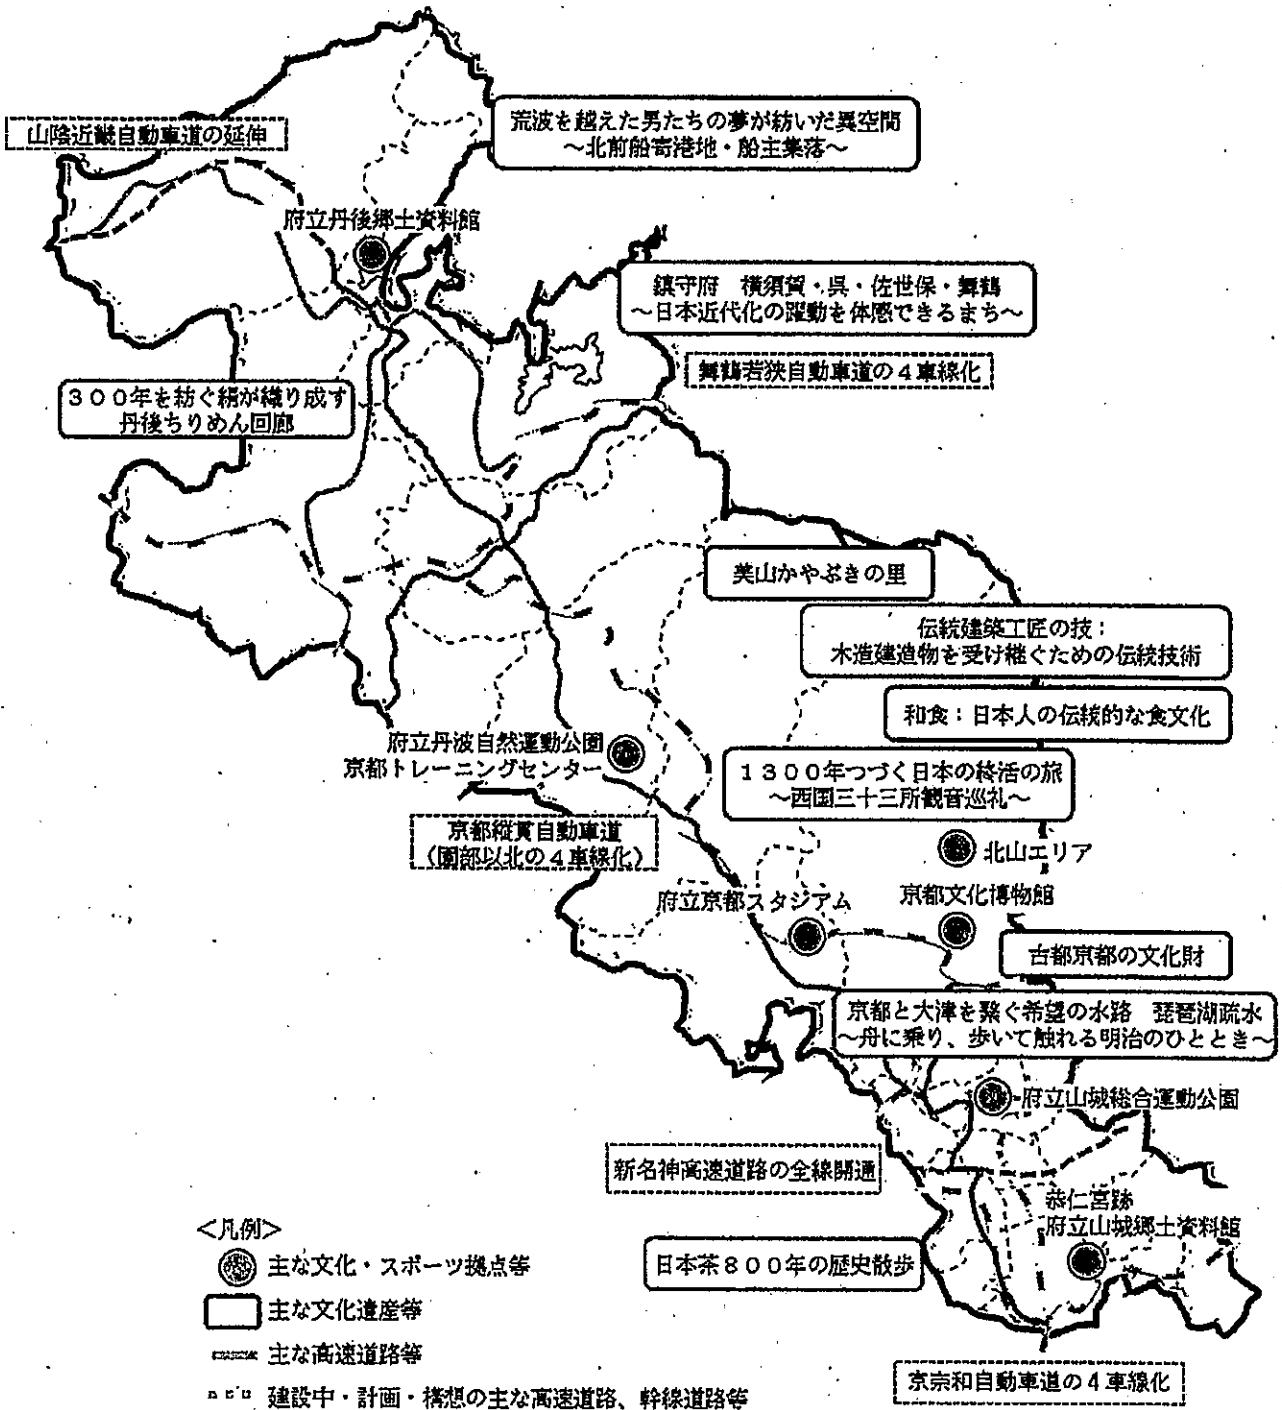 荒波を越えた男たちの夢が紡いだ異空間
～北前船寄港地・船主集落～
山陰近畿自動車道の延伸
府立丹後郷土資料館
鎮守府　横須賀・呉・佐世保・舞鶴
～日本近代化の躍動を体感できるまち～
舞鶴若狭自動車道の４車線化
３００年を紡ぐ絹が織り成す
丹後ちりめん回廊
美山かやぶきの里
伝統建築工匠の技：
木造建造物を受け継ぐための伝統技術
和食：日本人の伝統的な食文化
府立丹波自然運動公園
京都トレーニングセンター
１３００年つづく日本の終活の旅
～西国三十三所観音巡礼～
京都縦貫自動車道
（園部以北の４車線化）
北山エリア
府立京都スタジアム
京都文化博物館
古都京都の文化財
京都と大津を繋ぐ希望の水路　琵琶湖疏水
～舟に乗り、歩いて触れる明治のひととき～
府立山城総合運動公園
新名神高速道路の全線開通
恭仁宮跡
府立山城郷土資料館
日本茶８００年の歴史散歩
＜凡例＞
主な文化・スポーツ拠点等
主な文化遺産等
主な高速道路等
建設中・計画・構想の主な高速道路、幹線道路等
京奈和自動車道の４車線化